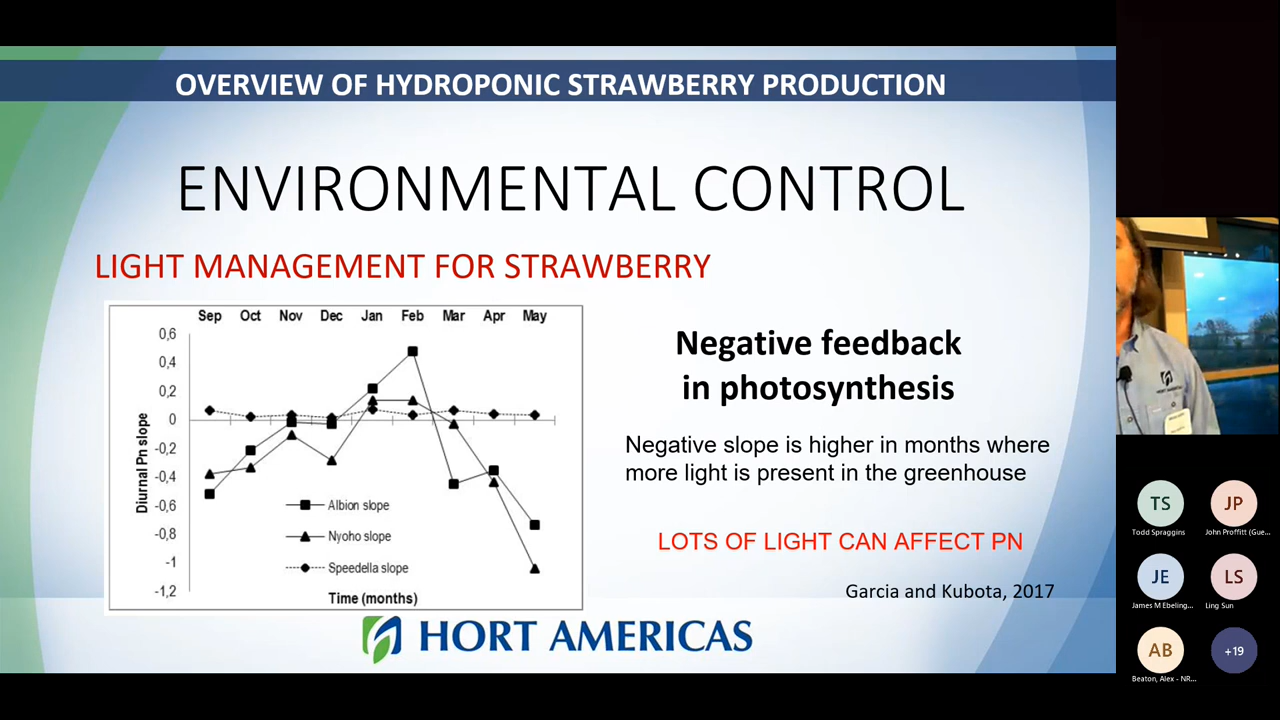 OVERVIEW OF HYDROPONIC STRAWBERRY PRODUCTION
ENVIRONMENTAL CONTROL
LIGHT MANAGEMENT FOR STRAWBERRY
Sep Oct Nov Dec Jan Feb Mar Apr May
0,6
0,4
0,2
0
-0,2
-0,4
-0,6
-0,8
-1
-1,2
Diurnal Pn slope
Albion slope
Nyoho slope
Speedella slope
Time (months)
Negative feedback
in photosynthesis
Negative slope is higher in months where
more light is present in the greenhouse
LOTS OF LIGHT CAN AFFECT PN
Garcia and Kubota, 2017
HORT AMERICAS
HORT AMERICAS
TS JP
Todd Spraggins John Proffitt (Gue...
JE LS
James M Ebeling... Ling Sun
AB +19
Beaton, Alex - NR...